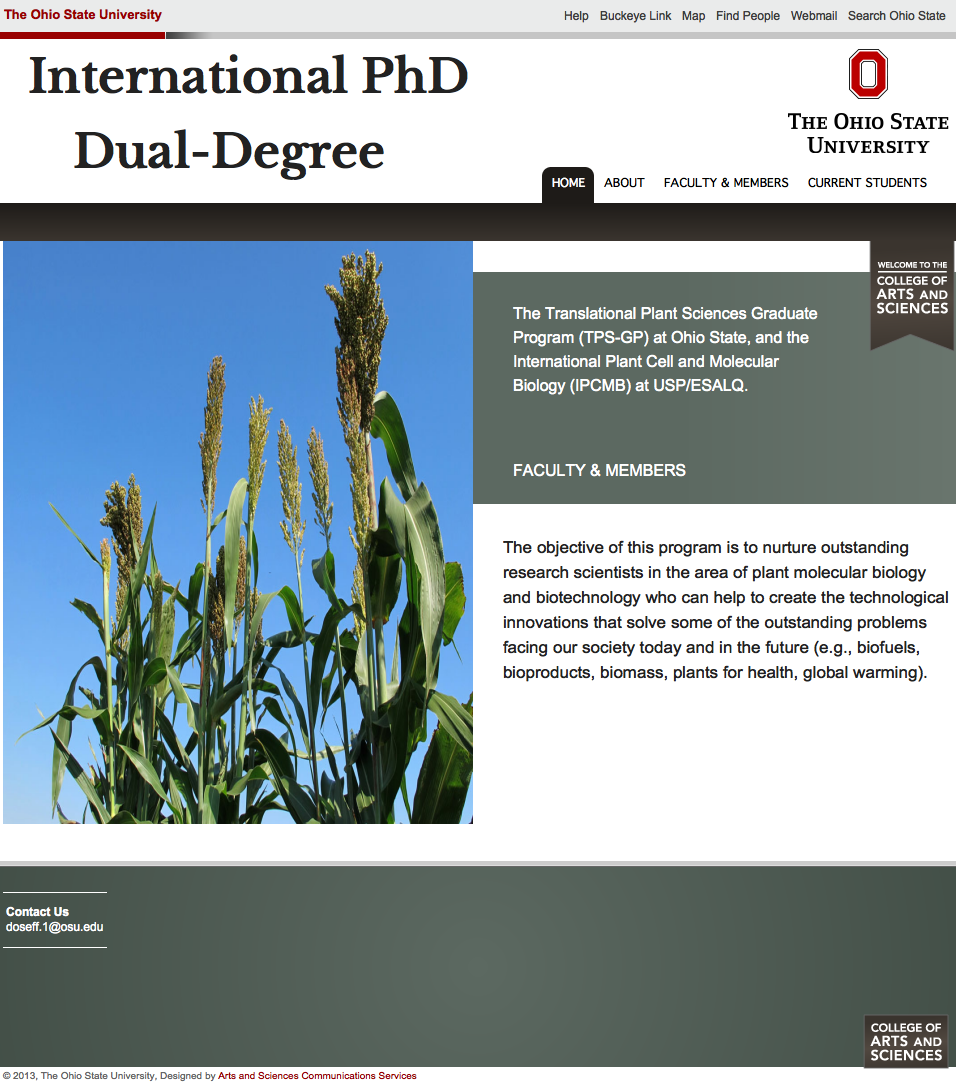 The Ohio State University
Help Buckeye Link Map Find People Webmail Search Ohio State
International PhD
Dual-Degree
THE OHIO STATE
UNIVERSITY
HOME ABOUT FACULTY & MEMBERS CURRENT STUDENTS
WELCOME TO THE
COLLEGE OF
ARTS AND
SCIENCES
The Translational Plant Sciences Graduate
Program (TPS-GP) at Ohio State, and the
International Plant Cell and Molecular
Biology (IPCMB) at USP/ESALQ.
FACULTY & MEMBERS
The objective of this program is to nurture outstanding
research scientists in the area of plant molecular biology
and biotechnology who can help to create the technological
innovations that solve some of the outstanding problems
facing our society today and in the future (e.g., biofuels,
bioproducts, biomass, plants for health, global warming).
Contact Us
doseff.1@osu.edu
COLLEGE OF
ARTS AND
SCIENCES
© 2013, The Ohio State University, Designed by Arts and Sciences Communications Services